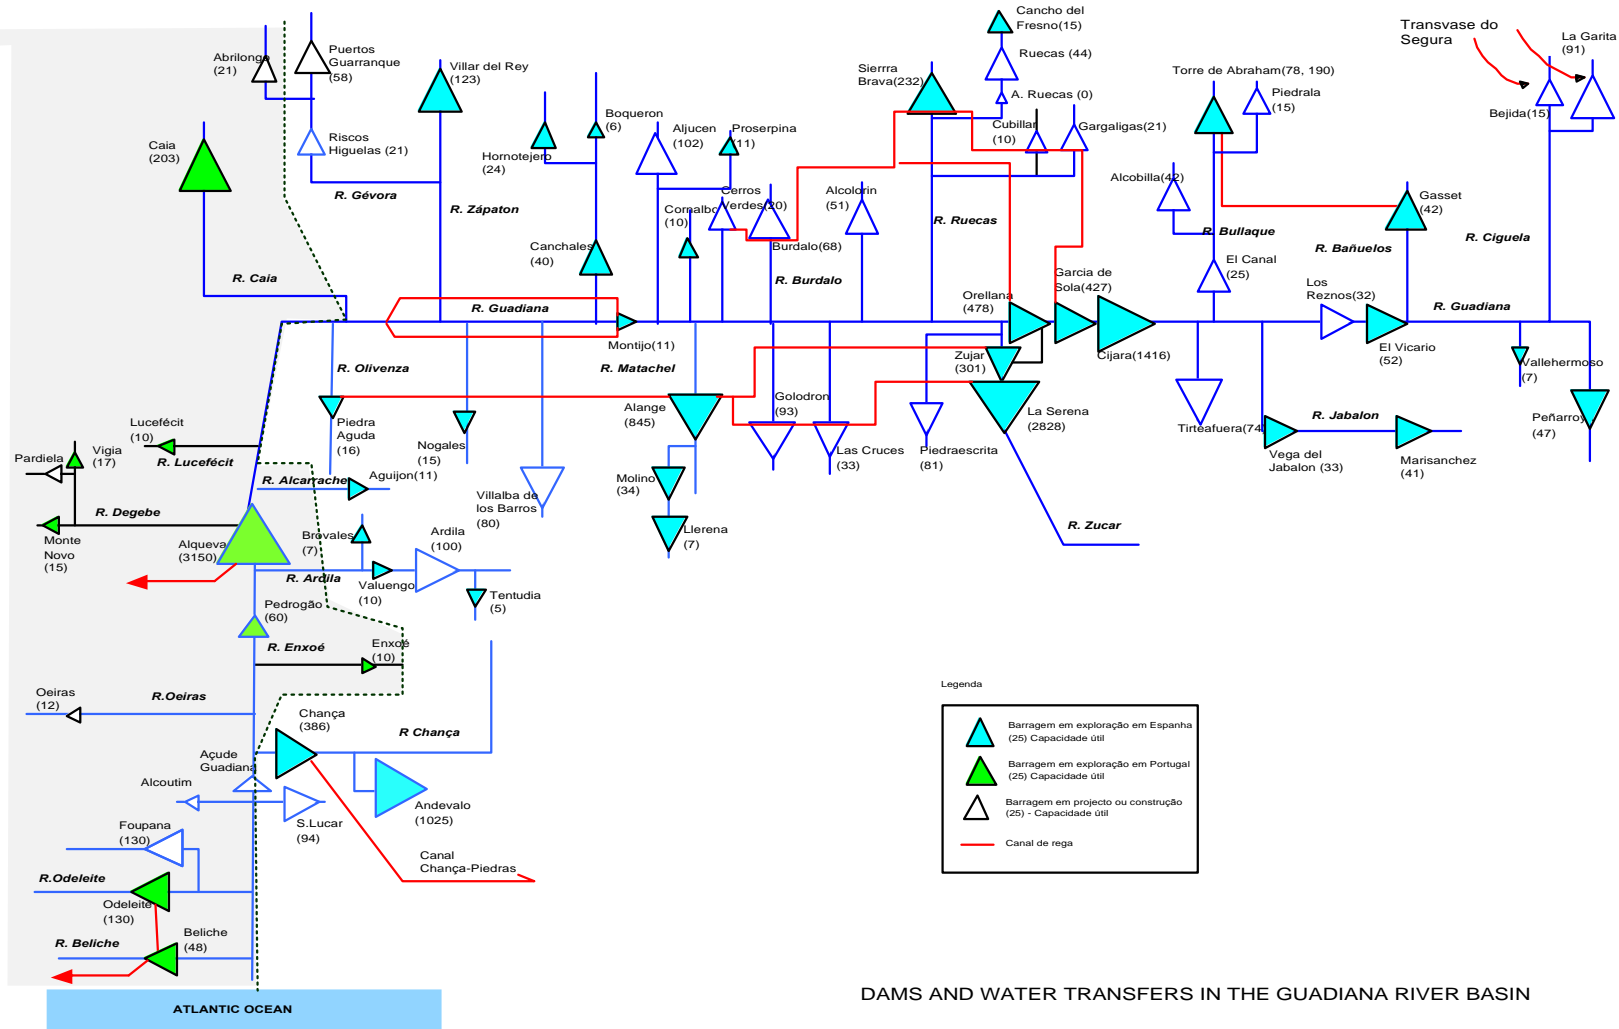 Cancho del
Fresno(15)
Transvase do
Segura
La Garita
(91)
Abrilongo
(21)
Puertos
Guarranque
(58)
Villar del Rey
(123)
Sierrra
Brava(232)
Ruecas (44)
Torre de Abraham(78, 190)
A. Ruecas (0)
Piedrala
(15)
Bejida(15)
Boqueron
(6)
Aljucen
(102)
Proserpina
(11)
Cubillar
(10)
Gargaligas(21)
Caia
(203)
Riscos
Higuelas (21)
Hornotejero
(24)
Alcobilla(42)
R. Gévora
R. Zápaton
Cornalbo
(10)
Cerros
Verdes(20)
Alcolorin
(51)
Gasset
(42)
R. Ruecas
R. Bullaque
R. Bañuelos
R. Ciguela
Canchales
(40)
Burdalo(68)
R. Caia
R. Burdalo
El Canal
(25)
Garcia de
Sola(427)
Orellana
(478)
Los
Reznos(32)
R. Guadiana
R. Guadiana
Montijo(11)
El Vicario
(52)
Cijara(1416)
Zujar
(301)
Vallehermoso
(7)
R. Olivenza
R. Matachel
Lucefécit
(10)
Piedra
Aguda
(16)
Nogales
(15)
Alange
(845)
Golodron
(93)
La Serena
(2828)
Tirteafuera(74
R. Jabalon
Peñarroy
(47)
Pardiela
Vigia
(17)
R. Lucefécit
Las Cruces
(33)
Piedraescrita
(81)
Vega del
Jabalon (33)
Marisanchez
(41)
R. Alcarrache
Aguijon(11)
Villalba de
los Barros
(80)
Molino
(34)
R. Degebe
R. Zucar
Monte
Novo
(15)
Alqueva
(3150)
Brovales
(7)
Ardila
(100)
Llerena
(7)
R. Ardila
Valuengo
(10)
Tentudia
(5)
Pedrogão
(60)
R. Enxoé
Enxoé
(10)
Oeiras
(12)
R.Oeiras
Chança
(386)
R Chança
Açude
Guadiana
Alcoutim
S.Lucar
(94)
Andevalo
(1025)
Foupana
(130)
Canal
Chança-Piedras
R.Odeleite
Odeleite
(130)
R. Beliche
Beliche
(48)
Legenda
Barragem em exploração em Espanha
(25) Capacidade útil
Barragem em exploração em Portugal
(25) Capacidade útil
Barragem em projecto ou construção
(25) - Capacidade útil
Canal de rega
ATLANTIC OCEAN
DAMS AND WATER TRANSFERS IN THE GUADIANA RIVER BASIN